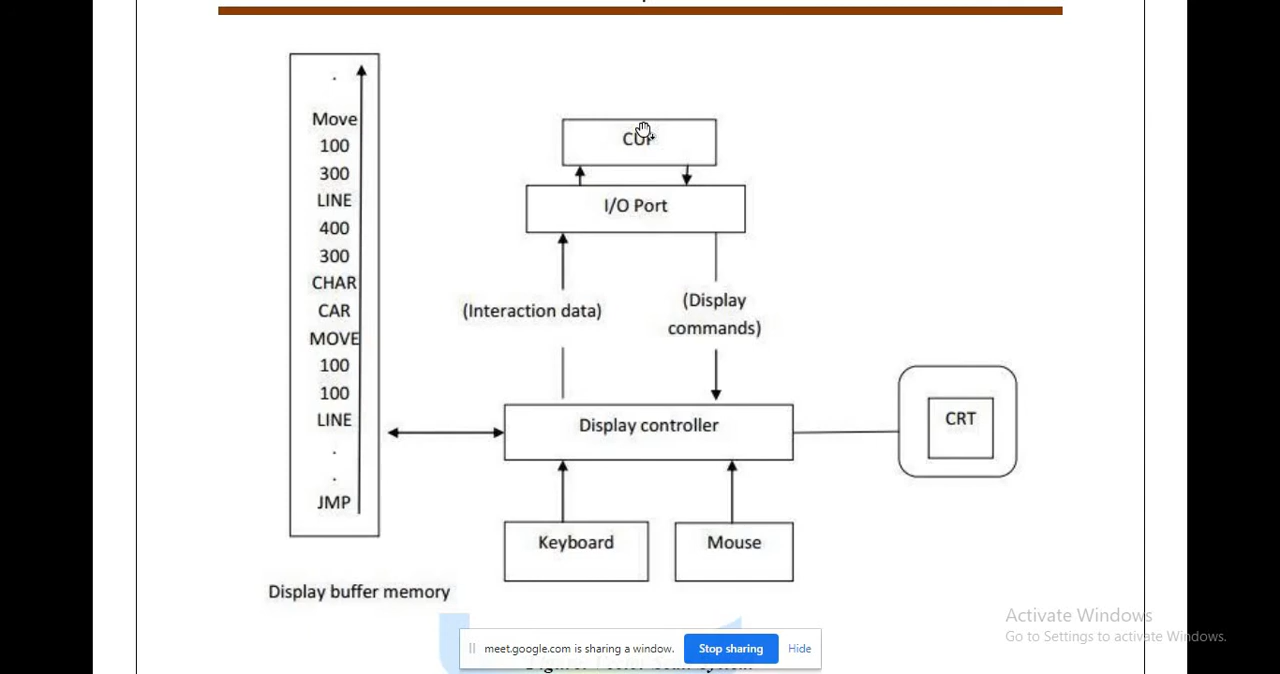 Move
100
300
LINE
400
300
CHAR
CAR
MOVE
100
100
LINE
JMP
Display buffer memory
CUP
I/O Port
(Interaction data)
(Display
commands)
Display controller
CRT
Keyboard
Mouse
Activate Windows
Go to Settings to activate Windows.
meet.google.com is sharing a window.
Stop sharing
Hide